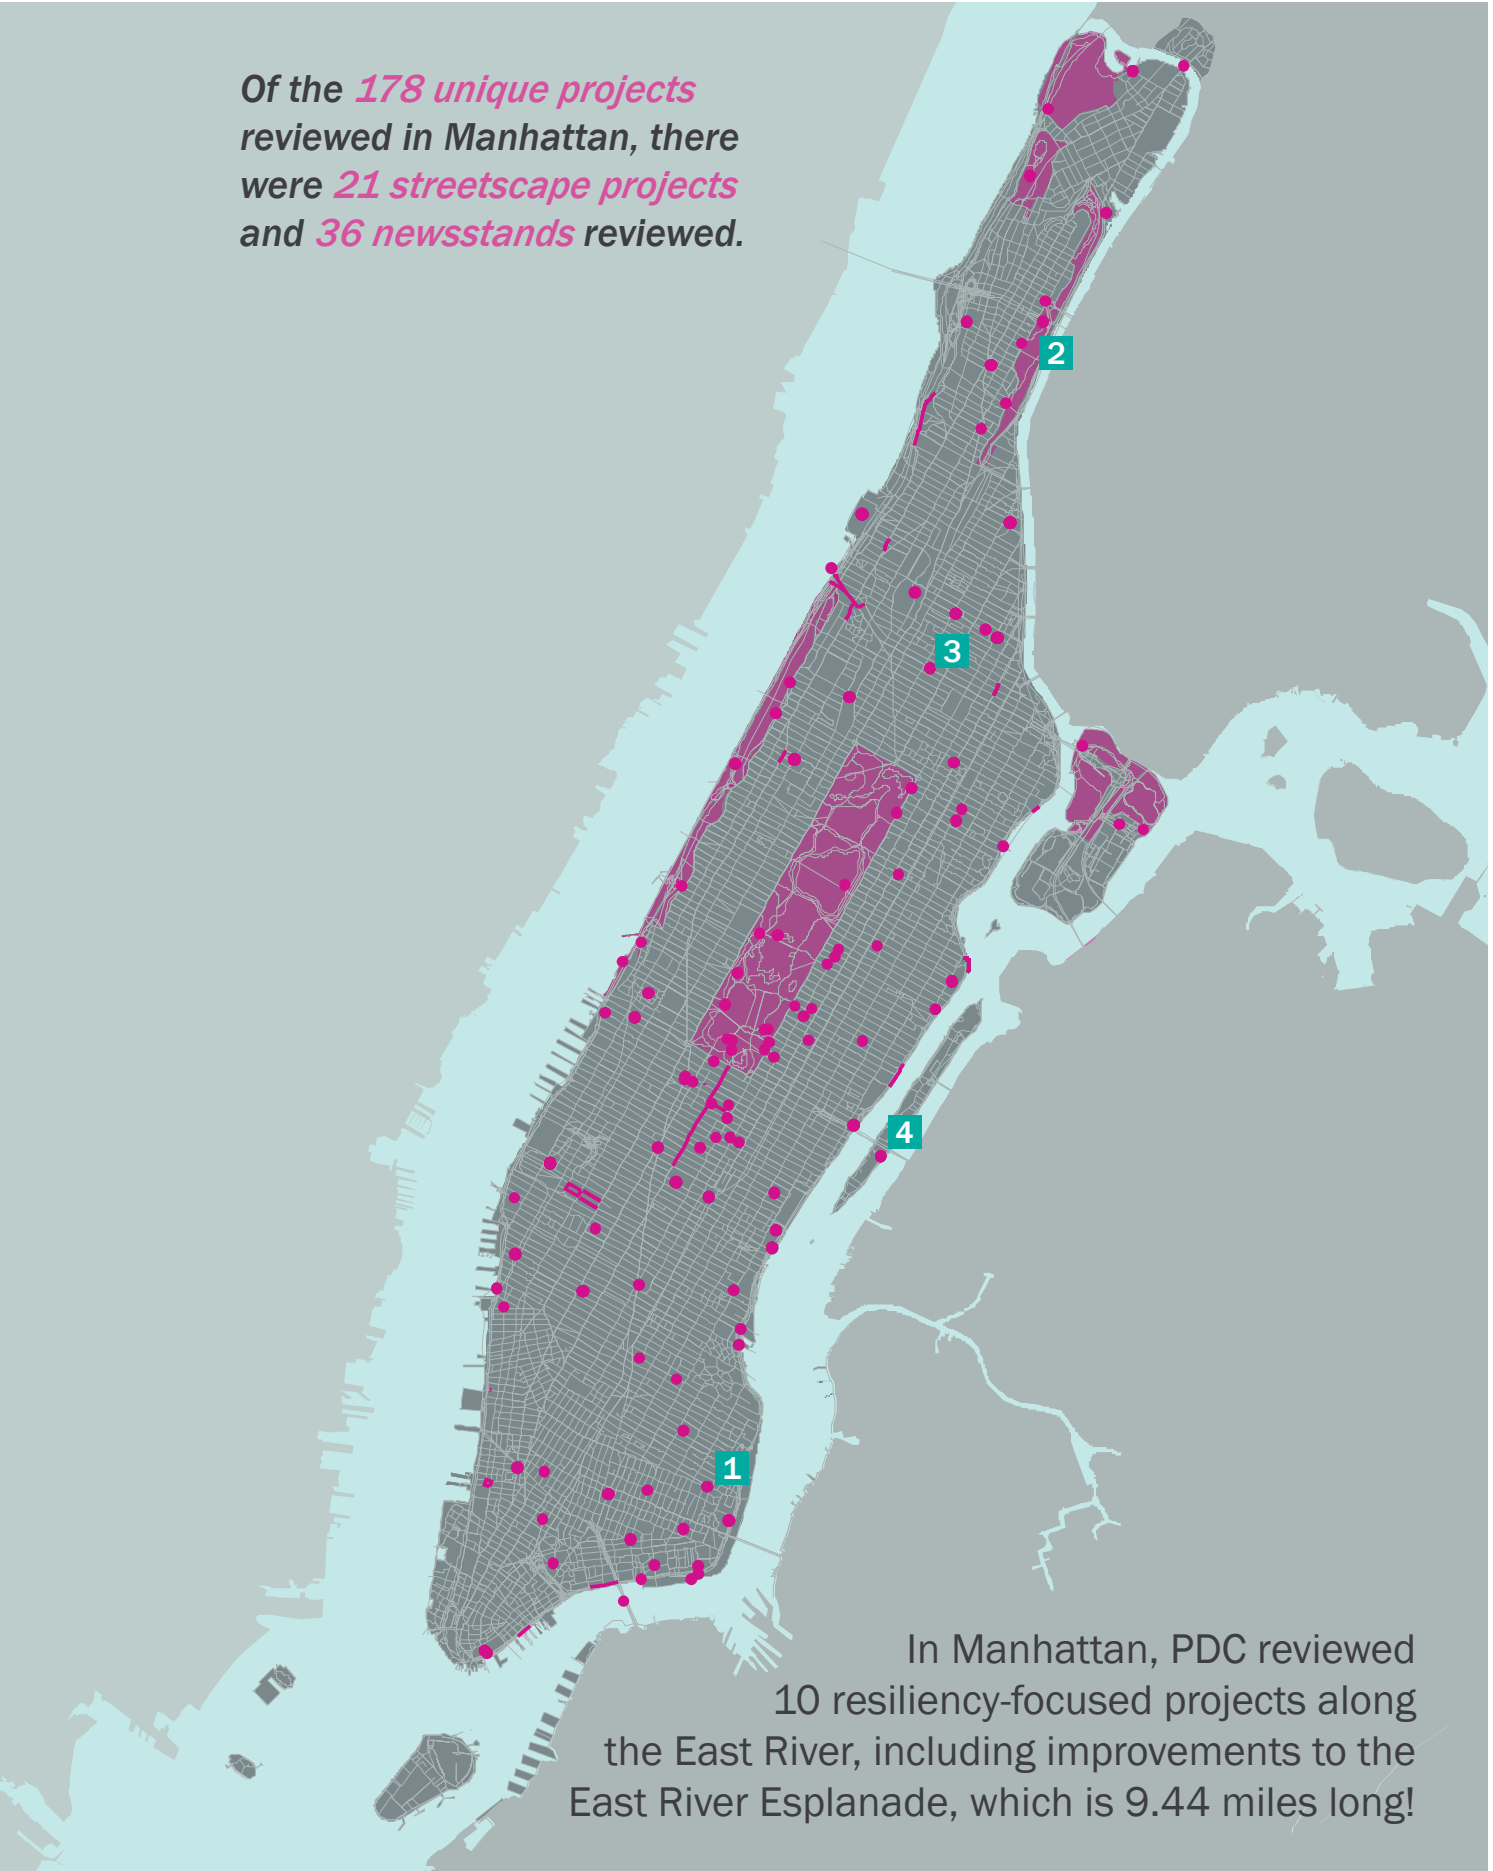 Of the 178 unique projects
reviewed in Manhattan, there
were 21 streetscape projects
and 36 newsstands reviewed.
2
3
4
1
In Manhattan, PDC reviewed
10 resiliency-focused projects along
the East River, including improvements to the
East River Esplanade, which is 9.44 miles long!